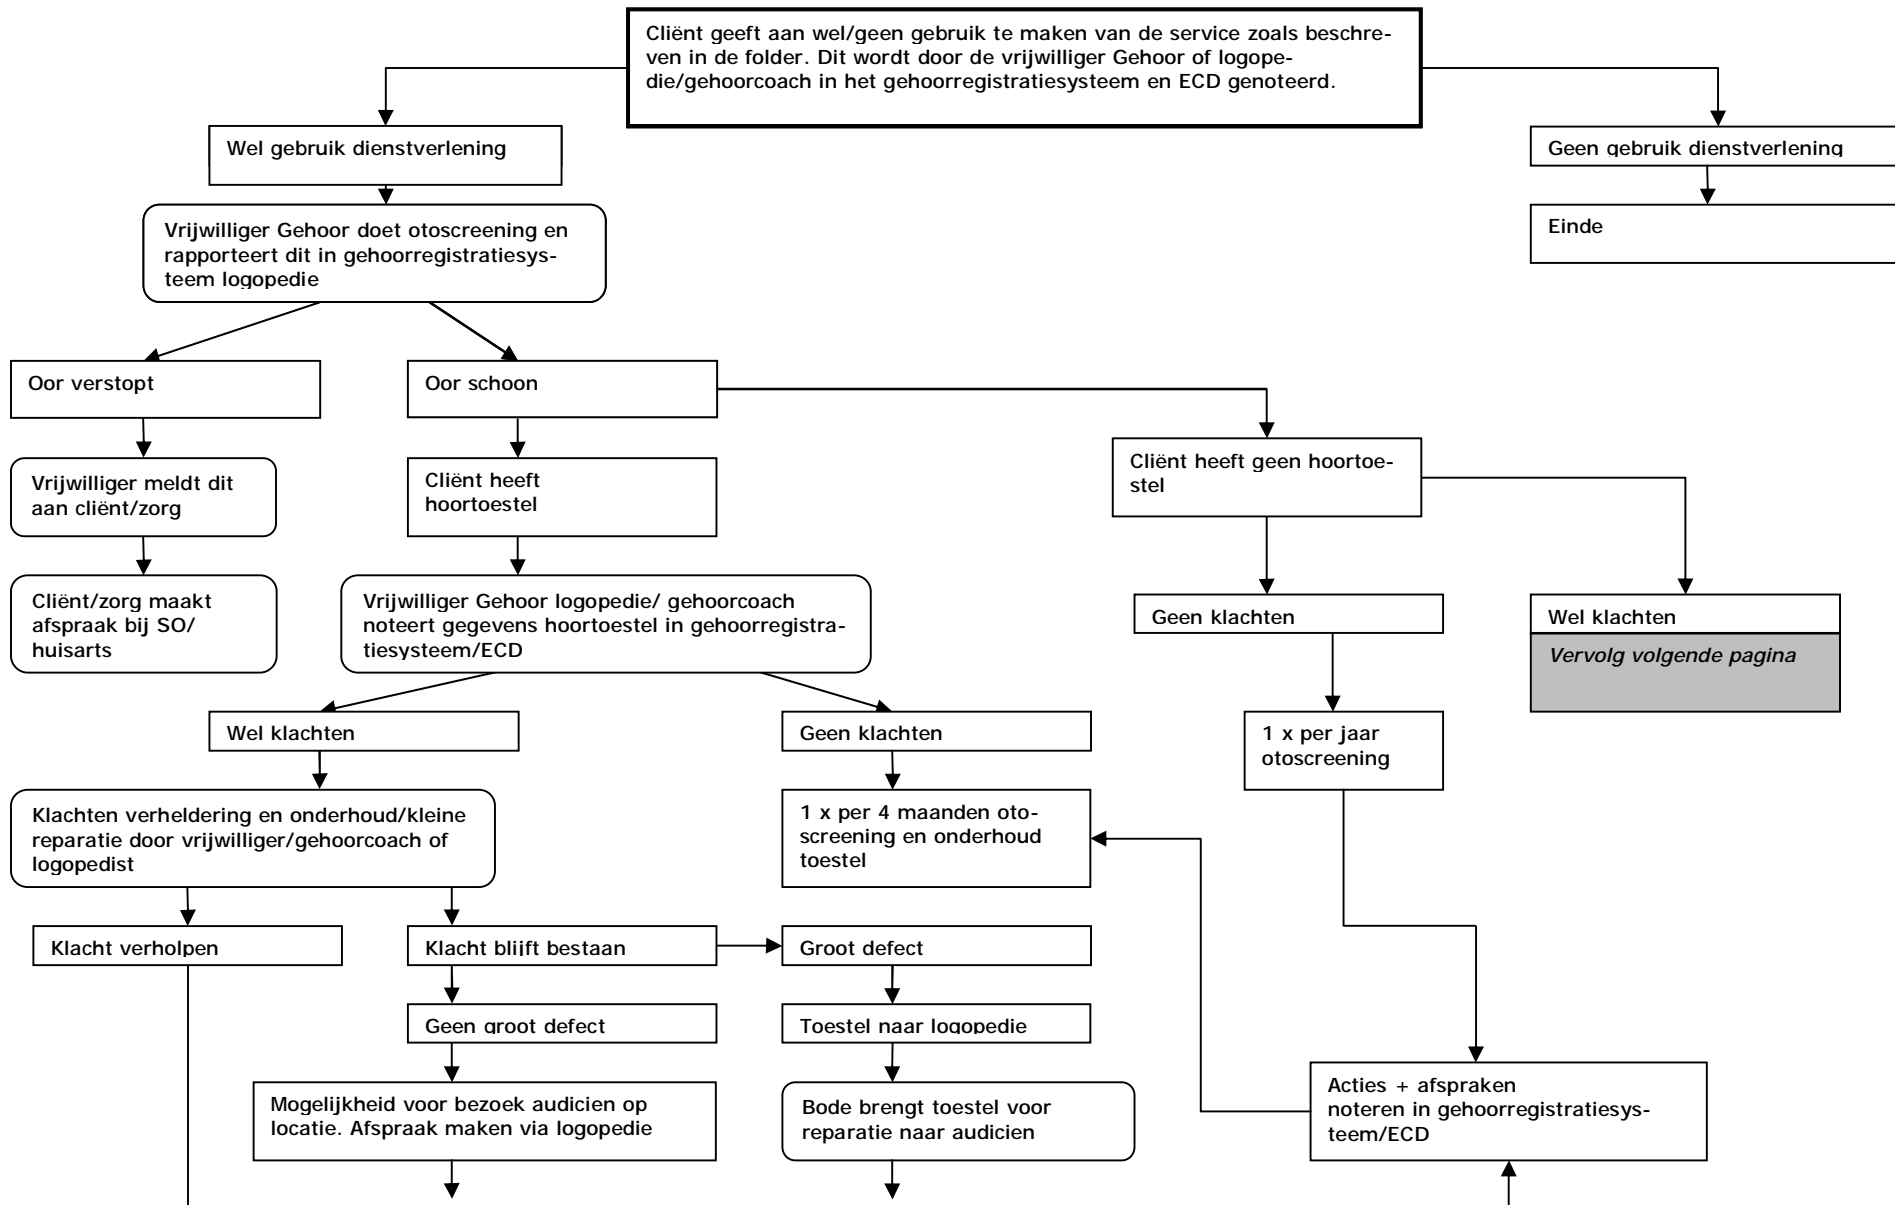 Cliënt geeft aan wel/geen gebruik te maken van de service zoals beschre-
ven in de folder. Dit wordt door de vrijwilliger Gehoor of logope-
die/gehoorcoach in het gehoorregistratiesysteem en ECD genoteerd.
Wel gebruik dienstverlening
Geen gebruik dienstverlening
Vrijwilliger Gehoor doet otoscreening en
rapporteert dit in gehoorregistratiesys-
teem logopedie
Einde
Oor verstopt
Oor schoon
Cliënt heeft geen hoortoe-
stel
Vrijwilliger meldt dit
aan cliënt/zorg
Cliënt heeft
hoortoestel
Cliënt/zorg maakt
afspraak bij SO/
huisarts
Vrijwilliger Gehoor logopedie/ gehoorcoach
noteert gegevens hoortoestel in gehoorregistra-
tiesysteem/ECD
Geen klachten
Wel klachten
Vervolg volgende pagina
Wel klachten
Geen klachten
1 x per jaar
otoscreening
Klachten verheldering en onderhoud/kleine
reparatie door vrijwilliger/gehoorcoach of
logopedist
1 x per 4 maanden oto-
screening en onderhoud
toestel
Klacht verholpen
Klacht blijft bestaan
Groot defect
Geen groot defect
Toestel naar logopedie
Mogelijkheid voor bezoek audicien op
locatie. Afspraak maken via logopedie
Bode brengt toestel voor
reparatie naar audicien
Acties + afspraken
noteren in gehoorregistratiesys-
teem/ECD